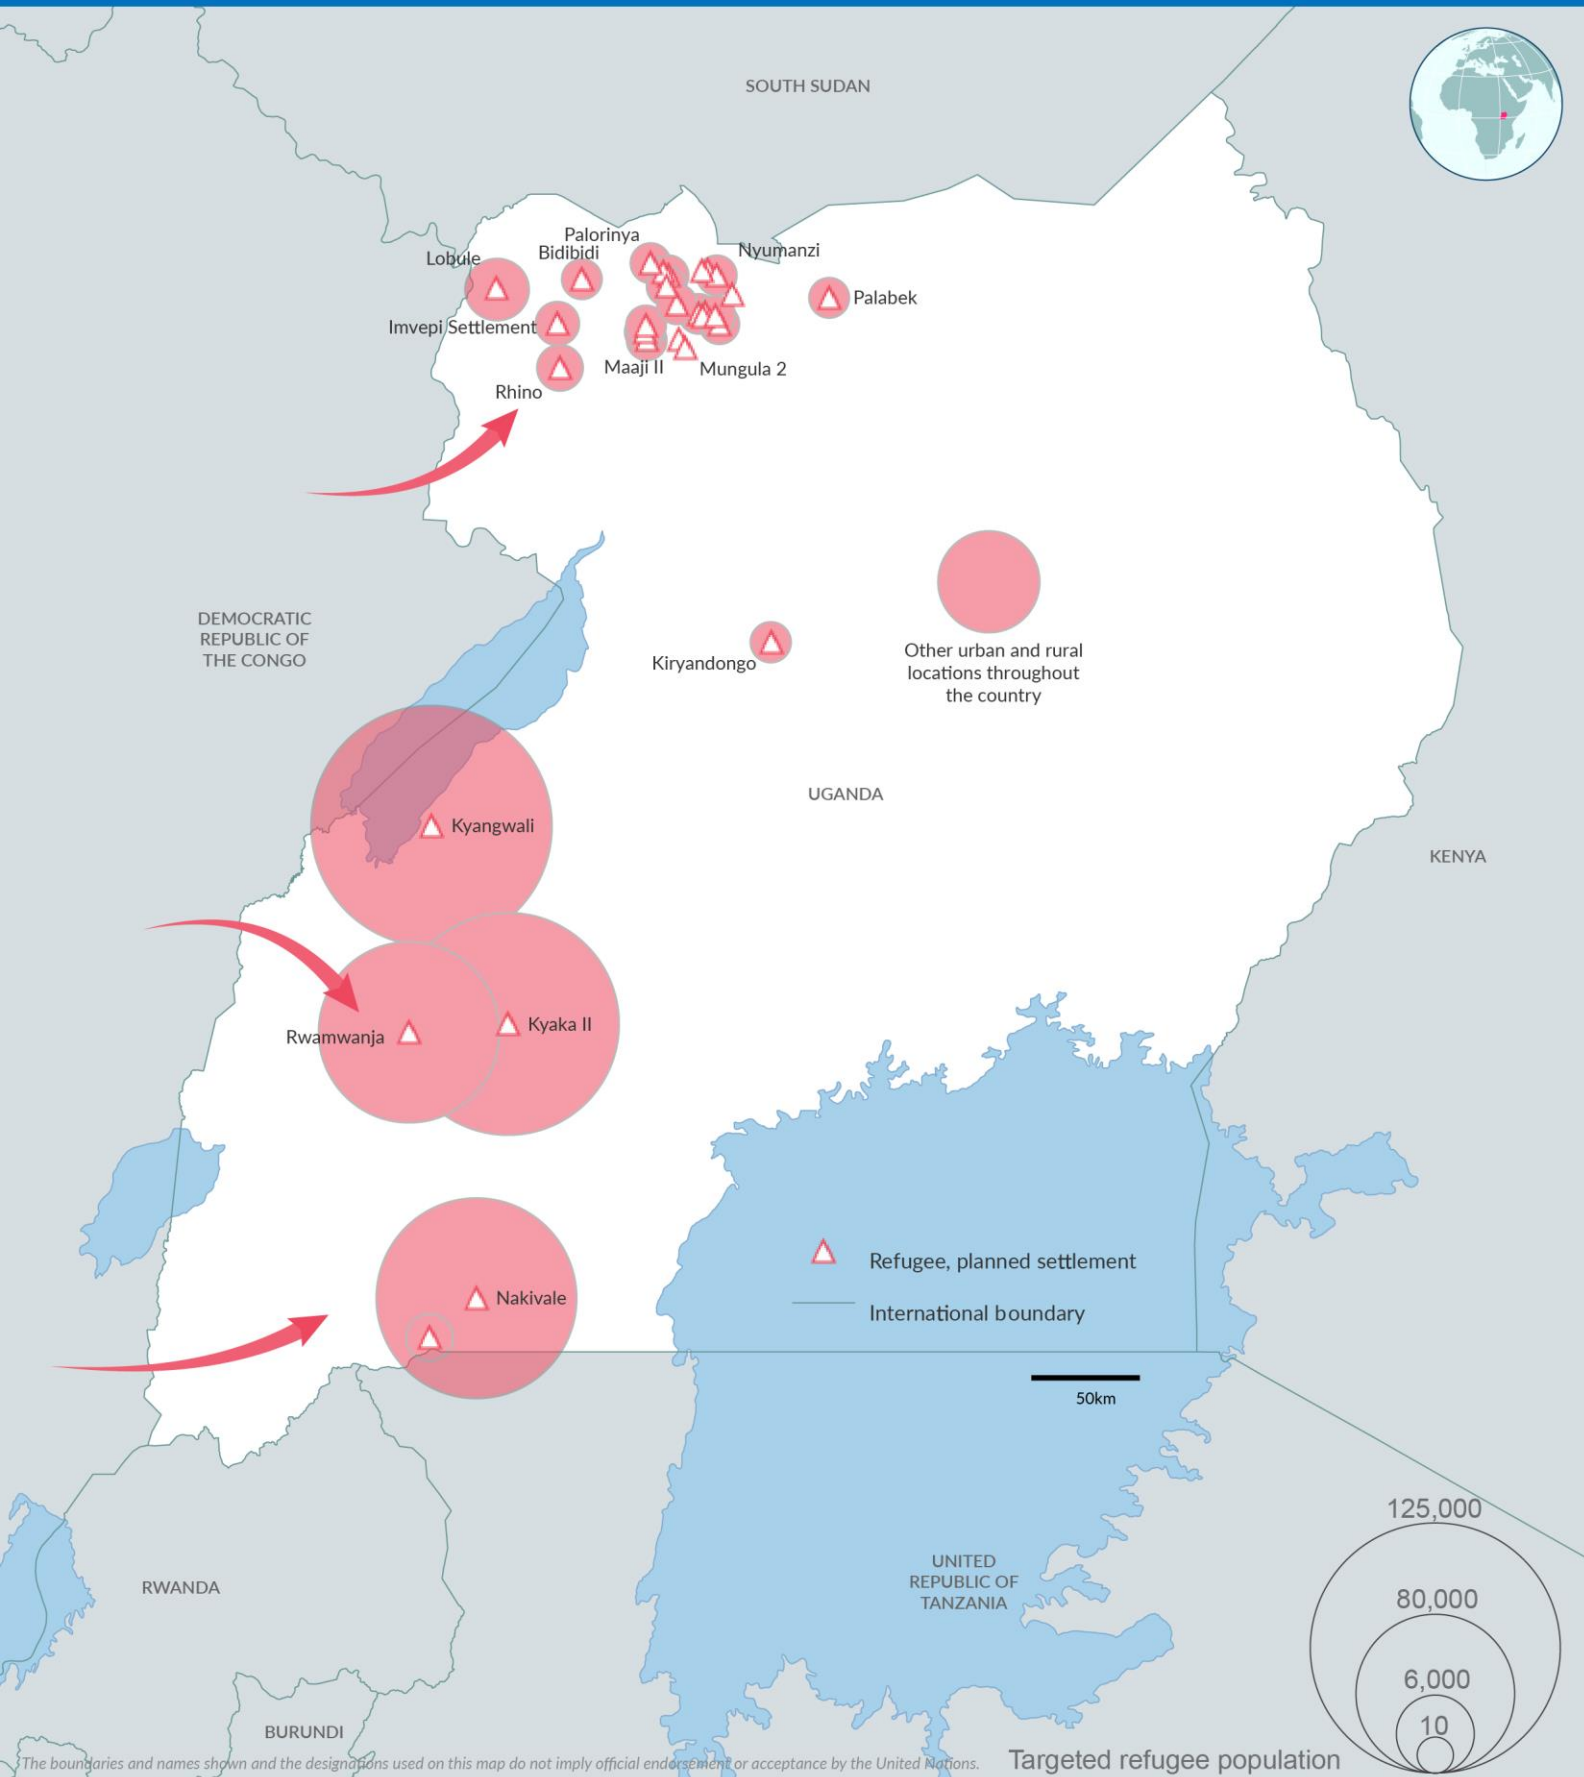 SOUTH SUDAN
Palorinya
Bidibidi
Nyumanzi
Lobule
Palabek
Imvepi Settlement
Maaji II
Mungula 2
Rhino
DEMOCRATIC
REPUBLIC OF
THE CONGO
Kiryandongo
Other urban and rural
locations throughout
the country
UGANDA
Kyangwali
KENYA
Rwamwanja
Kyaka II
Nakivale
Refugee, planned settlement
International boundary
50km
125,000
80,000
6,000
10
Targeted refugee population
UNITED
REPUBLIC OF
TANZANIA
RWANDA
BURUNDI
The boundaries and names shown and the designations used on this map do not imply official endorsement or acceptance by the United Nations.